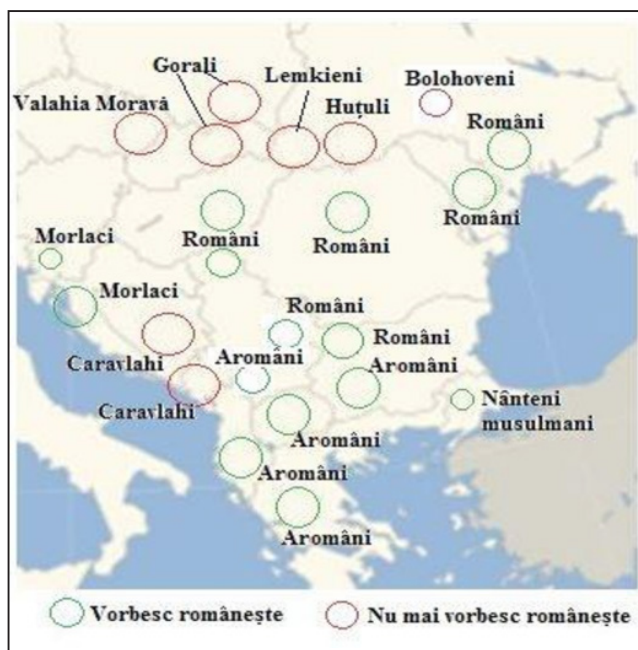 Gorali
Lemkieni
Bolohoveni
Valahia Moravă
Huțuli
Români
Români
Români
Români
Morlaci
Morlaci
Români
Români
Caravlahi
Aromâni
Aromâni
Caravlahi
Nânteni
musulmani
Aromâni
Aromâni
Aromâni
Vorbesc românește
Nu mai vorbesc românește